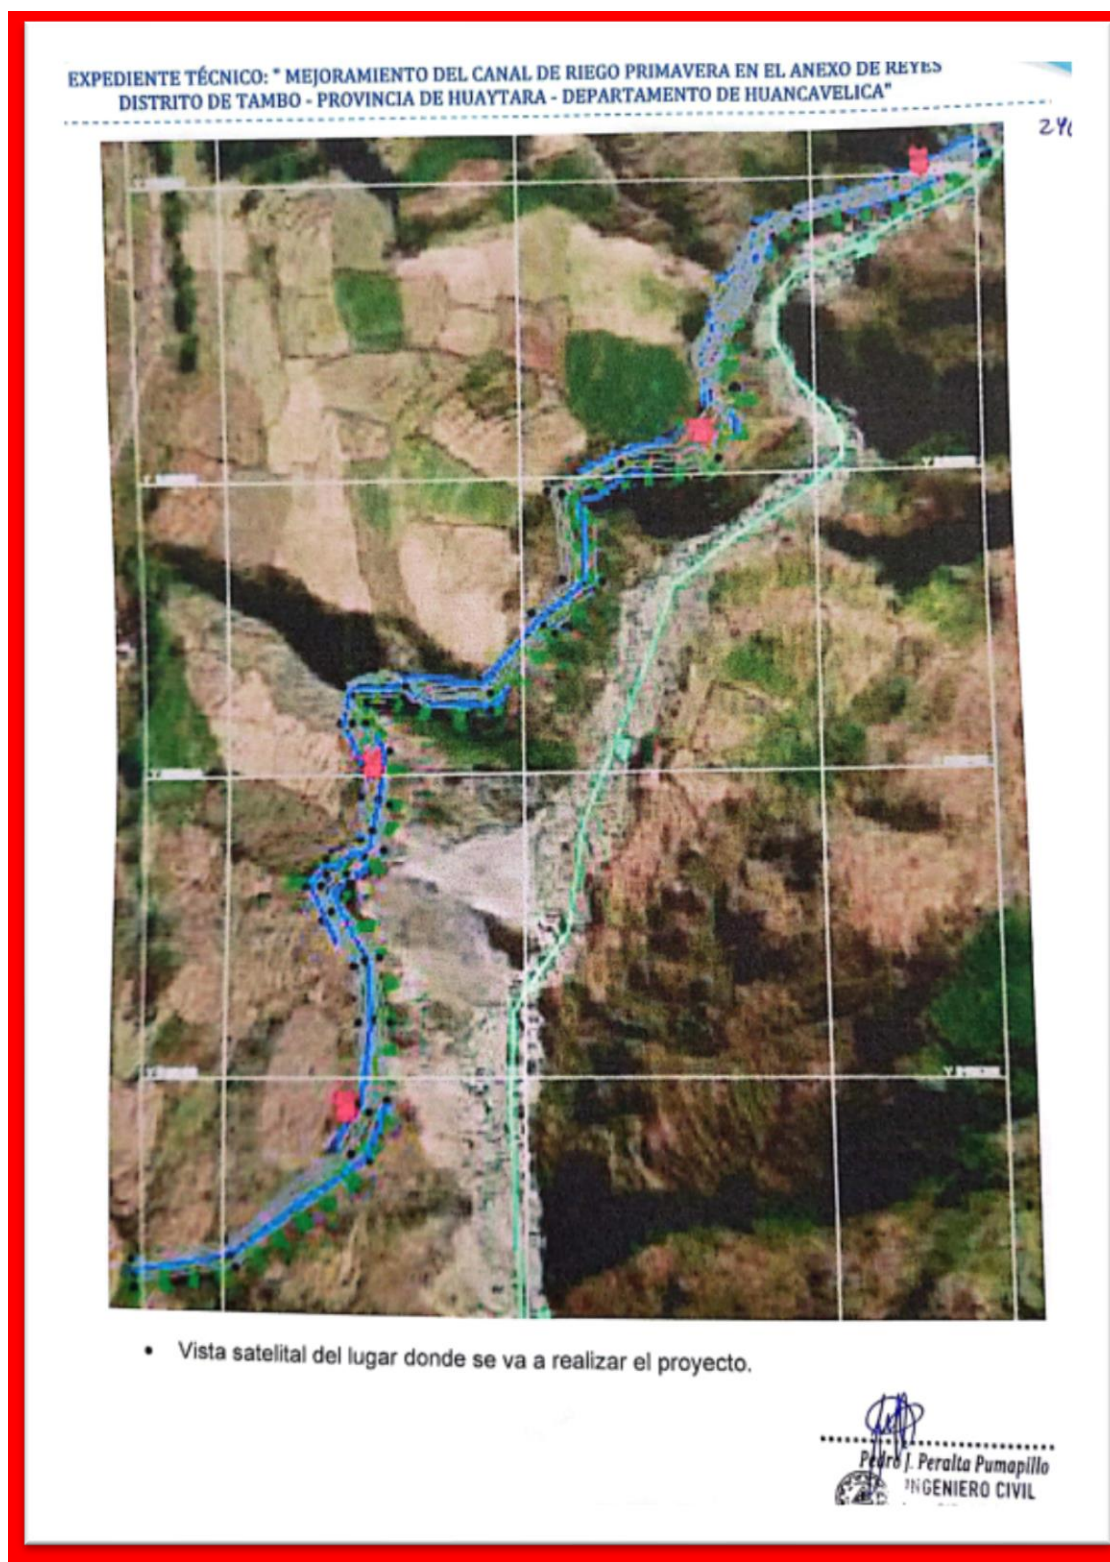 EXPEDIENTE TÉCNICO: " MEJORAMIENTO DEL CANAL DE RIEGO PRIMAVERA EN EL ANEXO DE REYES
DISTRITO DE TAMBO - PROVINCIA DE HUAYTARA - DEPARTAMENTO DE HUANCAVELICA"
• Vista satelital del lugar donde se va a realizar el proyecto.
Pedro J. Peralta Pumapillo
INGENIERO CIVIL